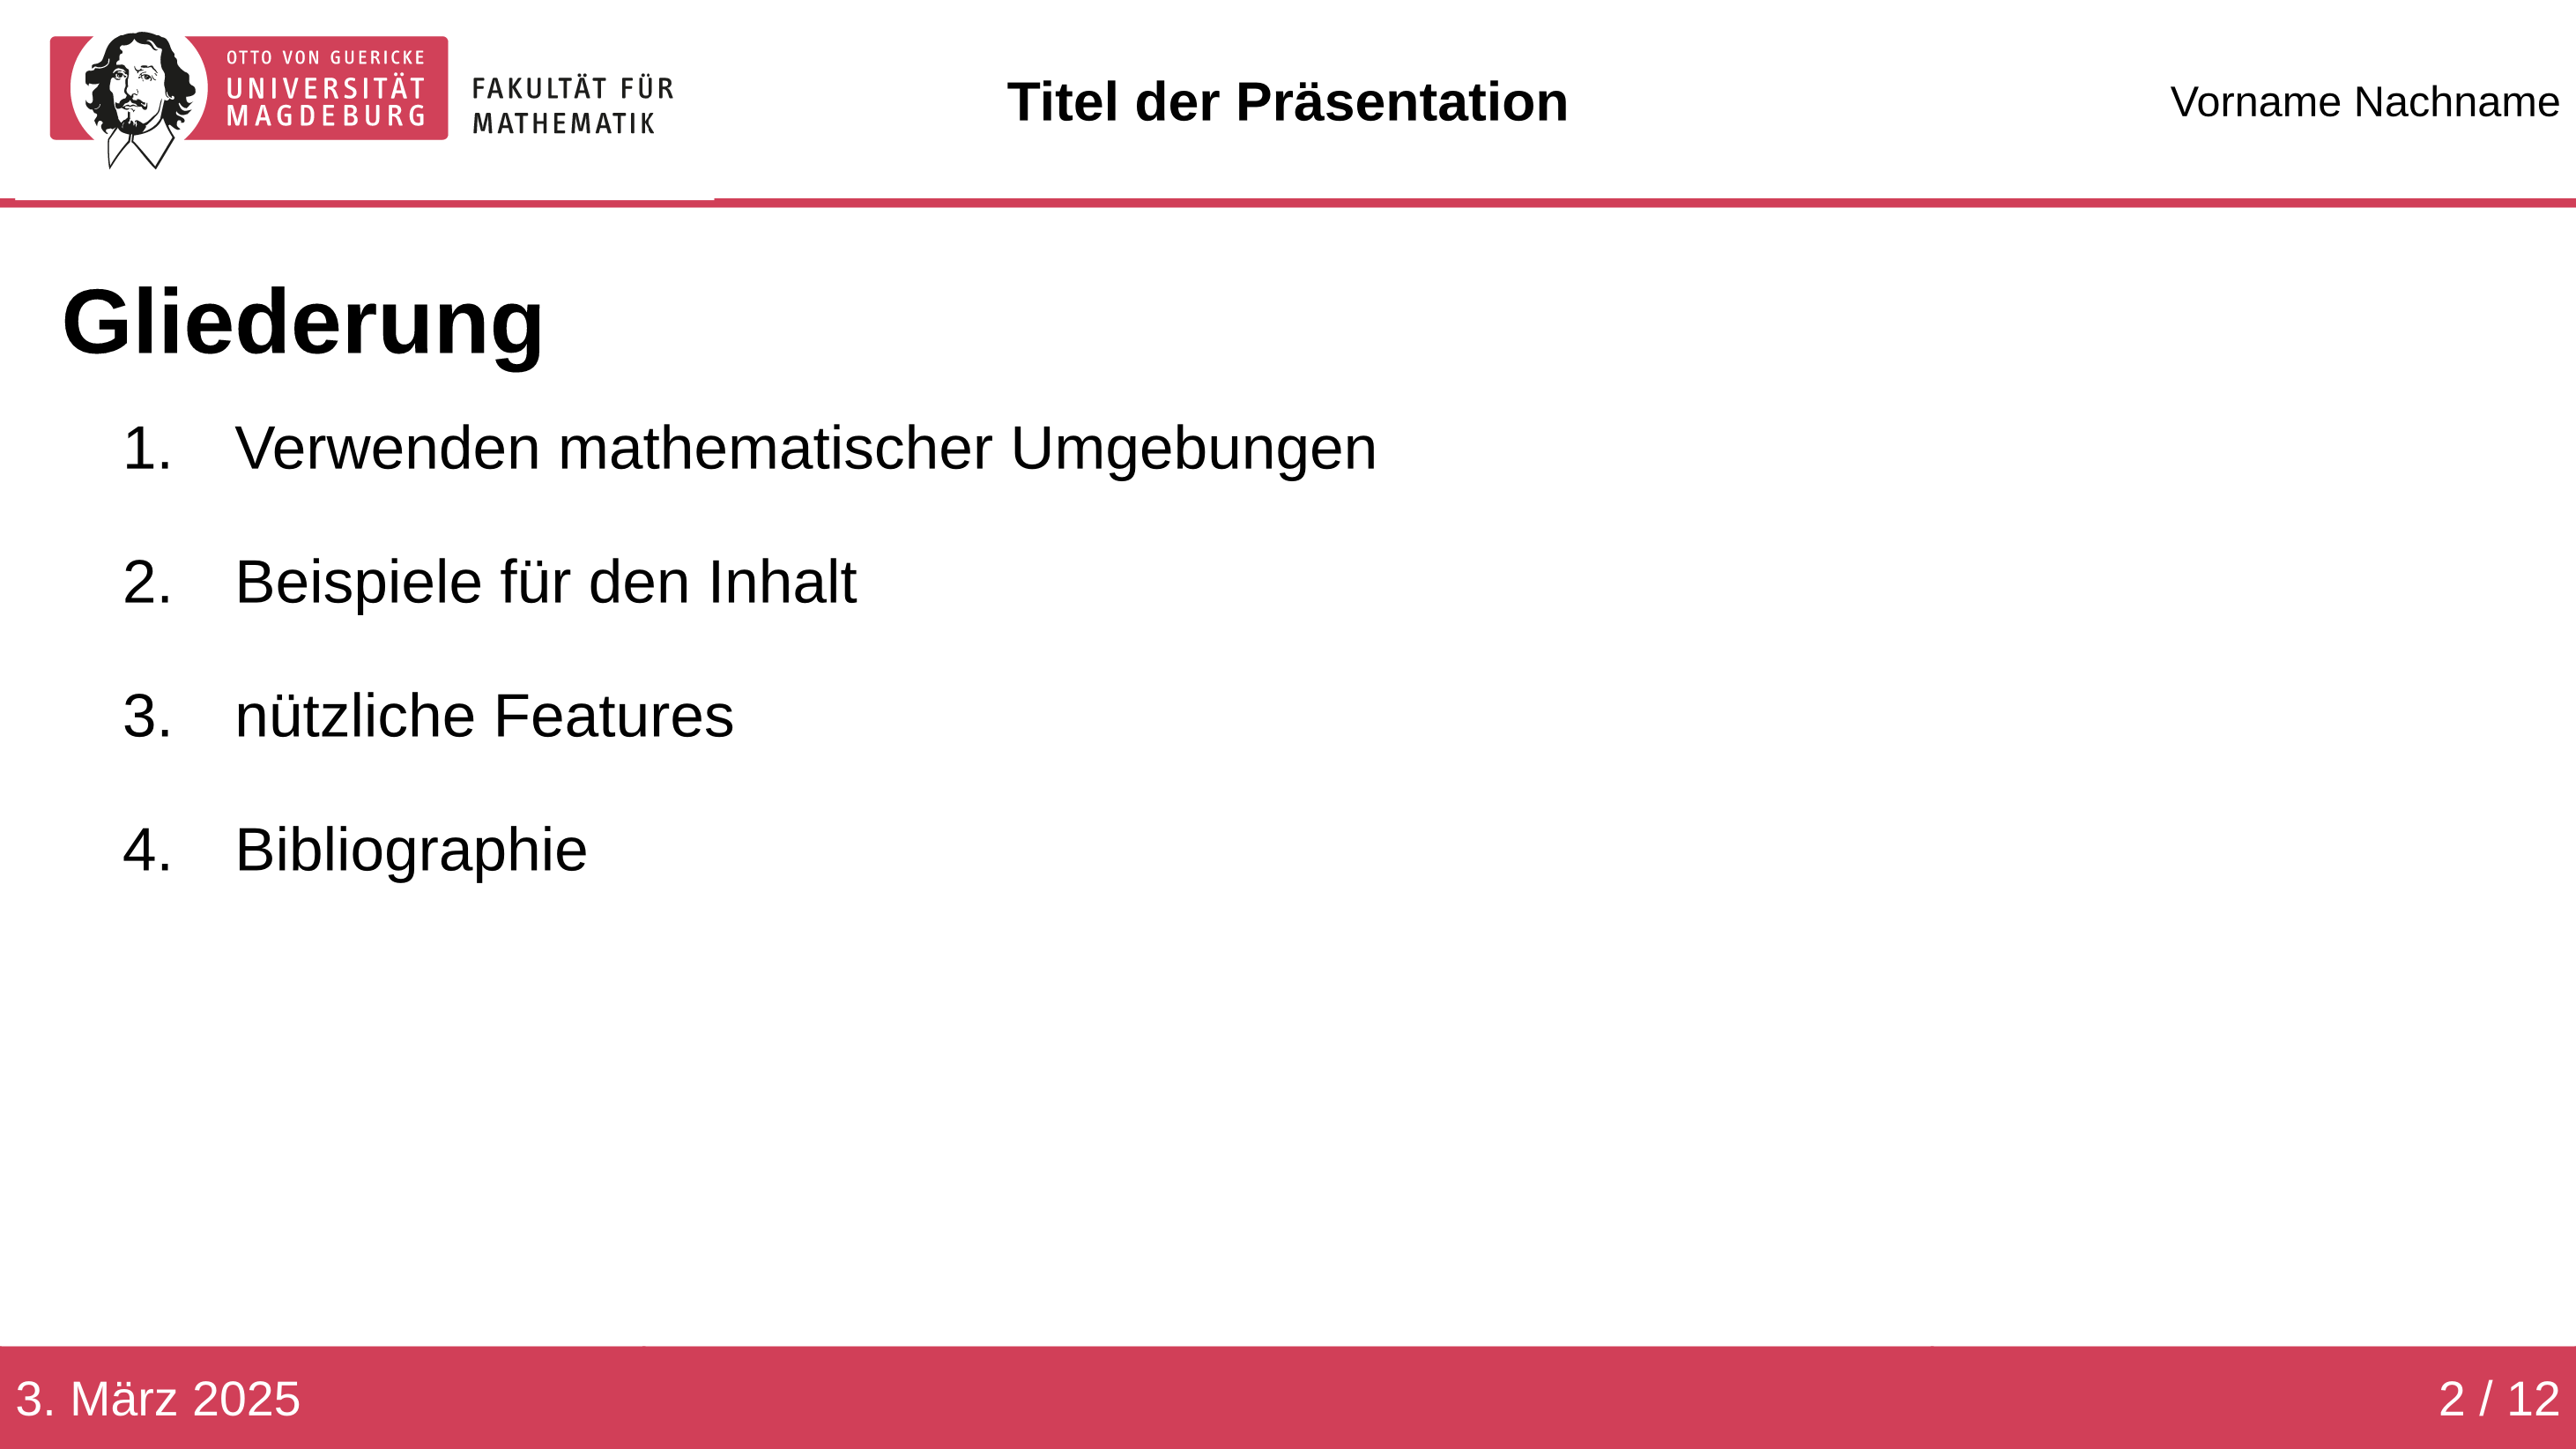 OTTO VON GUERICKE
UNIVERSITÄT
MAGDEBURG
FAKULTÄT FÜR
MATHEMATIK
Titel der Präsentation
Vorname Nachname
Gliederung
1. Verwenden mathematischer Umgebungen
2. Beispiele für den Inhalt
3. nützliche Features
4. Bibliographie
3. März 2025
2 / 12